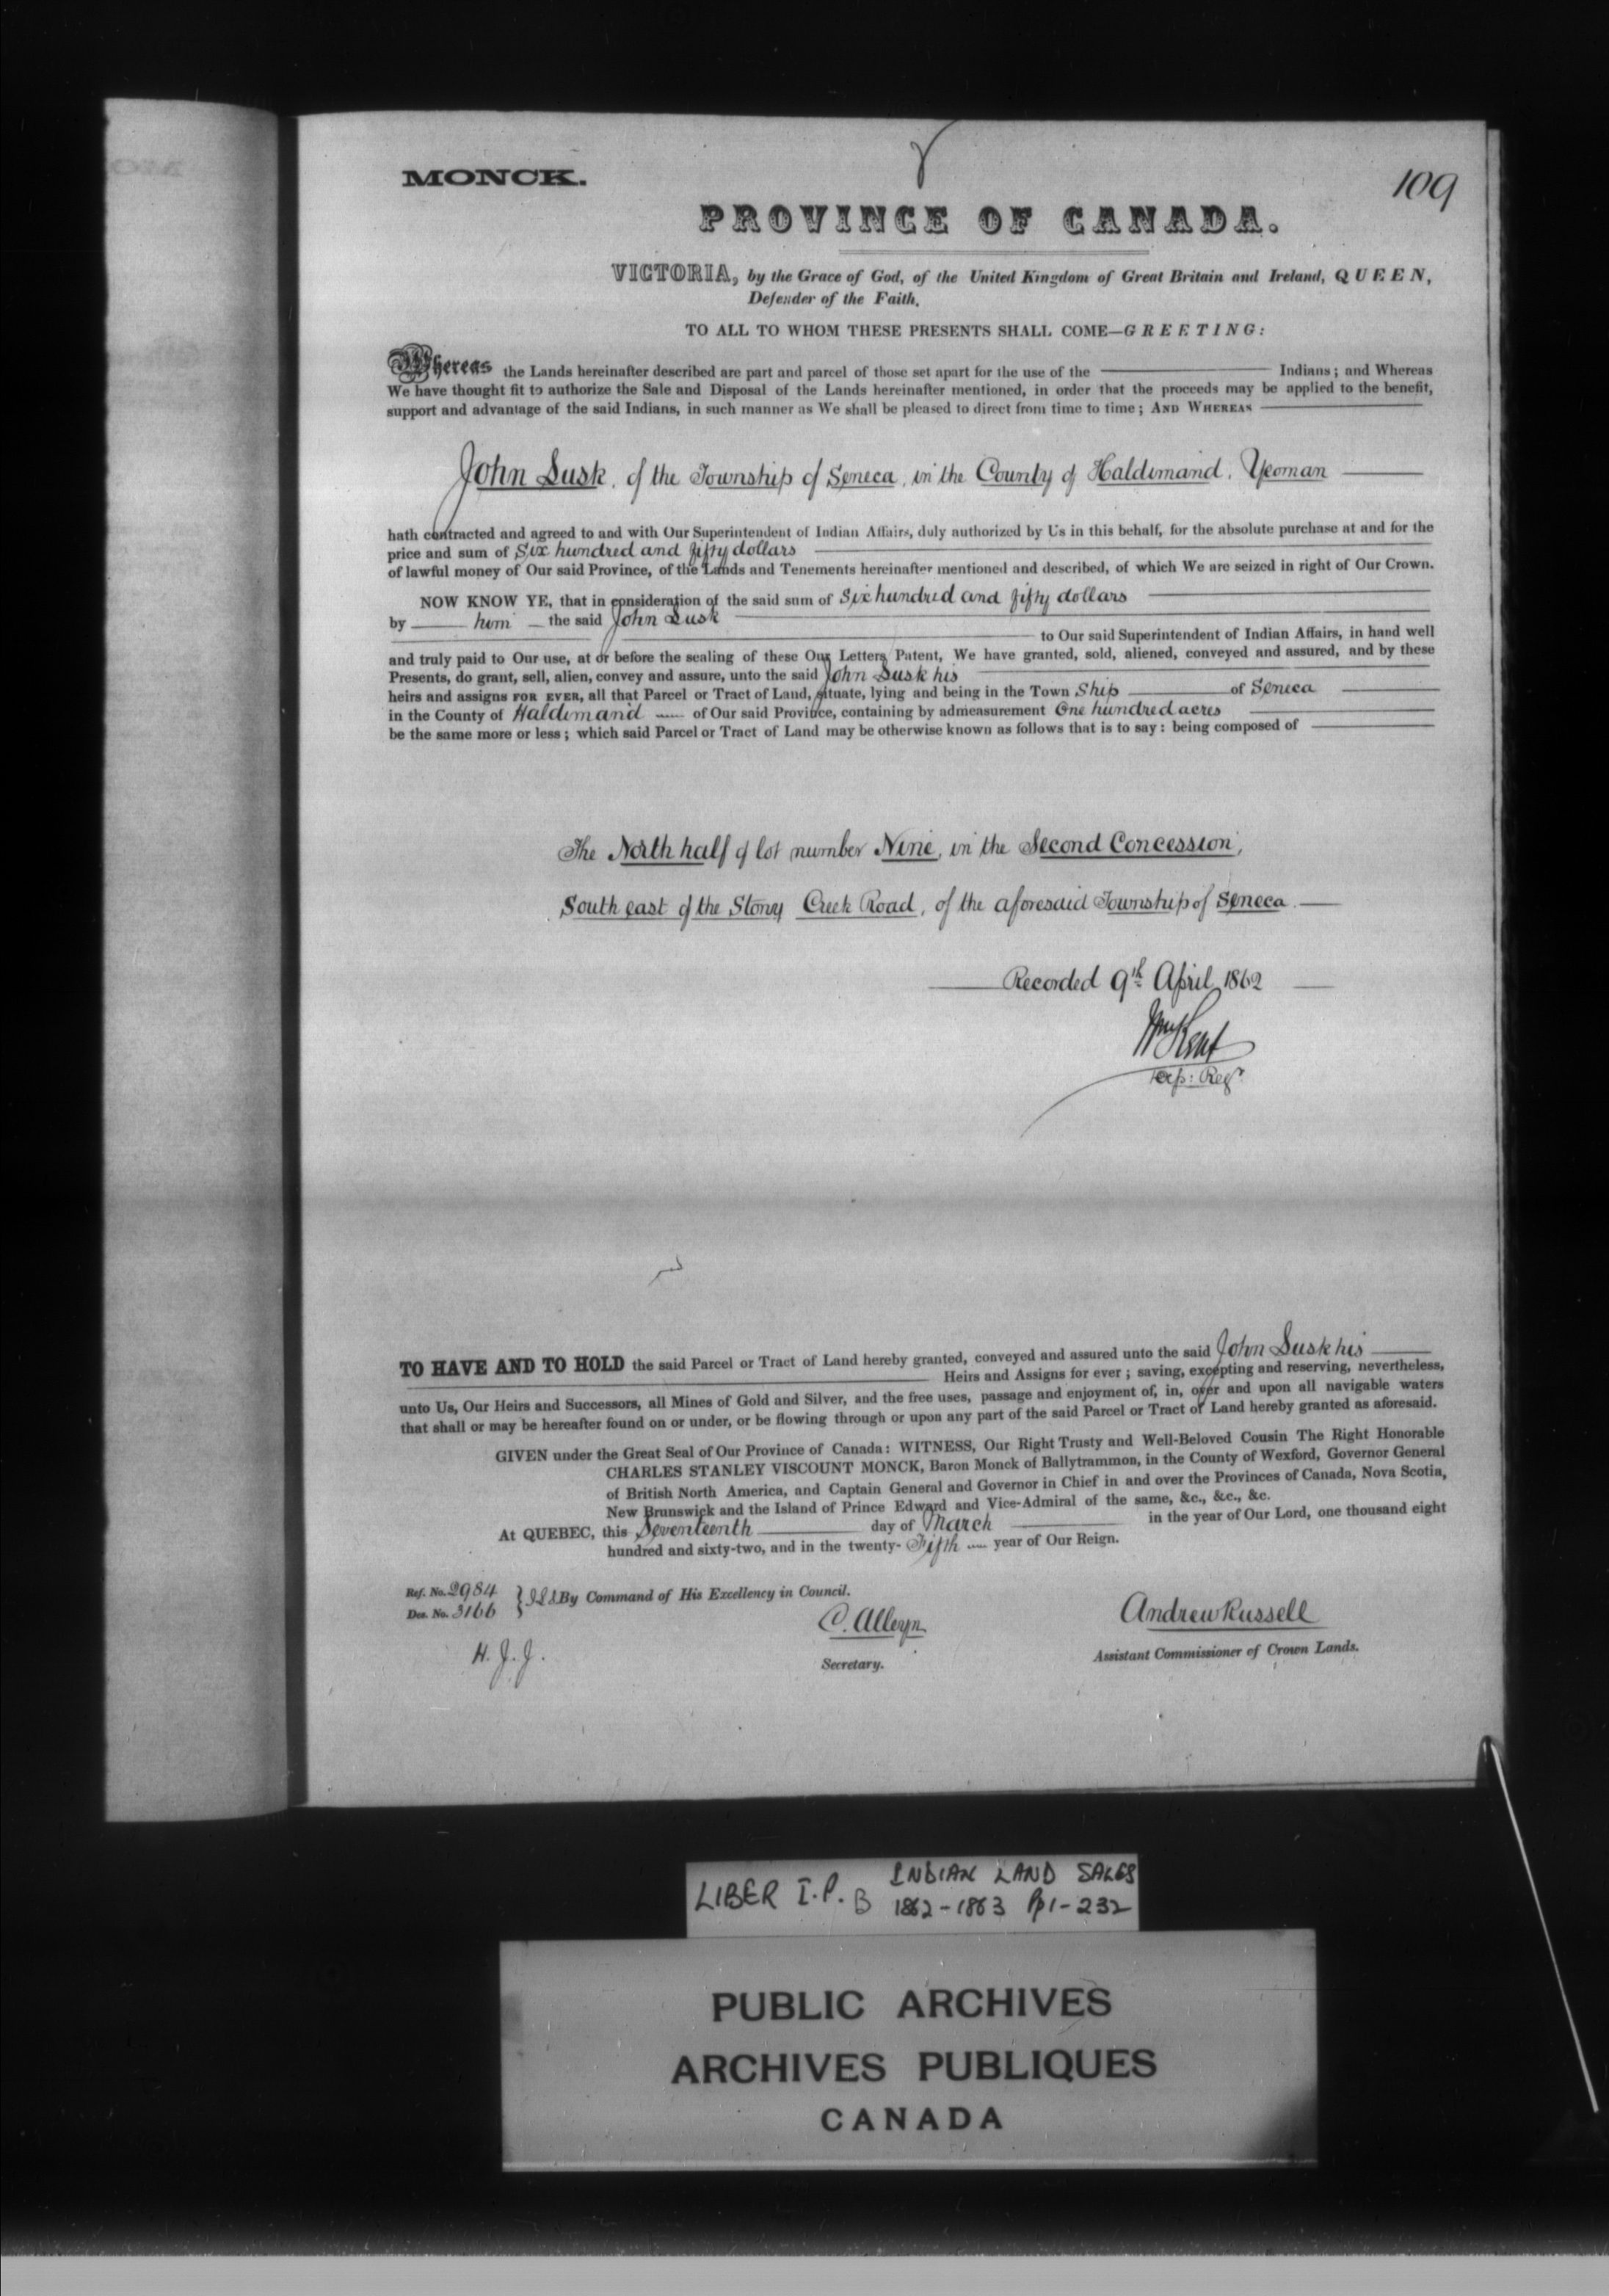 MONCK.
109
PROVINCE OF CANADA.
VICTORIA, by the Grace of God, of the United Kingdom of Great Britain and Ireland, QUEEN,
Defender of the Faith,
TO ALL TO WHOM THESE PRESENTS SHALL COME—GREETING:
Whereas the Lands hereinafter described are part and parcel of those set apart for the use of the Indians; and Whereas
We have thought fit to authorize the Sale and Disposal of the Lands hereinafter mentioned, in order that the proceeds may be applied to the benefit,
support and advantage of the said Indians, in such manner as We shall be pleased to direct from time to time; AND WHEREAS
John Lusk, of the Township of Seneca, in the County of Haldimand, Yeoman
hath contracted and agreed to and with Our Superintendent of Indian Affairs, duly authorized by Us in this behalf, for the absolute purchase at and for the
price and sum of Six hundred and fifty dollars
of lawful money of Our said Province, of the Lands and Tenements hereinafter mentioned and described, of which We are seized in right of Our Crown.
NOW KNOW YE, that in consideration of the said sum of Six hundred and fifty dollars
by him the said John Lusk
to Our said Superintendent of Indian Affairs, in hand well
and truly paid to Our use, at or before the sealing of these Our Letters Patent, We have granted, sold, aliened, conveyed and assured, and by these
Presents, do grant, sell, alien, convey and assure, unto the said John Lusk his
heirs and assigns FOR EVER, all that Parcel or Tract of Land, situate, lying and being in the Town Ship of Seneca
in the County of Haldimand of Our said Province, containing by admeasurement One hundred acres
be the same more or less; which said Parcel or Tract of Land may be otherwise known as follows that is to say: being composed of
The North half of lot number Nine, in the Second Concession,
South east of the Stony Creek Road, of the aforesaid Township of Seneca.
Recorded 9th April 1862
Wm Kent
Dep: Regr
TO HAVE AND TO HOLD the said Parcel or Tract of Land hereby granted, conveyed and assured unto the said John Lusk his
Heirs and Assigns for ever; saving, excepting and reserving, nevertheless,
unto Us, Our Heirs and Successors, all Mines of Gold and Silver, and the free uses, passage and enjoyment of, in, over and upon all navigable waters
that shall or may be hereafter found on or under, or be flowing through or upon any part of the said Parcel or Tract of Land hereby granted as aforesaid.
GIVEN under the Great Seal of Our Province of Canada: WITNESS, Our Right Trusty and Well-Beloved Cousin The Right Honorable
CHARLES STANLEY VISCOUNT MONCK, Baron Monck of Ballytrammon, in the County of Wexford, Governor General
of British North America, and Captain General and Governor in Chief in and over the Provinces of Canada, Nova Scotia,
New Brunswick and the Island of Prince Edward and Vice-Admiral of the same, &c., &c., &c.
At QUEBEC, this Seventeenth day of March in the year of Our Lord, one thousand eight
hundred and sixty-two, and in the twenty-Fifth year of Our Reign.
Ref. No. 2984
Des. No. 3166
By Command of His Excellency in Council.
C. Alleyn
Andrew Russell
H. J. J.
Secretary.
Assistant Commissioner of Crown Lands.
LIBER I.P. B INDIAN LAND SALES
1862-1863 Pp 1-232
PUBLIC ARCHIVES
ARCHIVES PUBLIQUES
CANADA